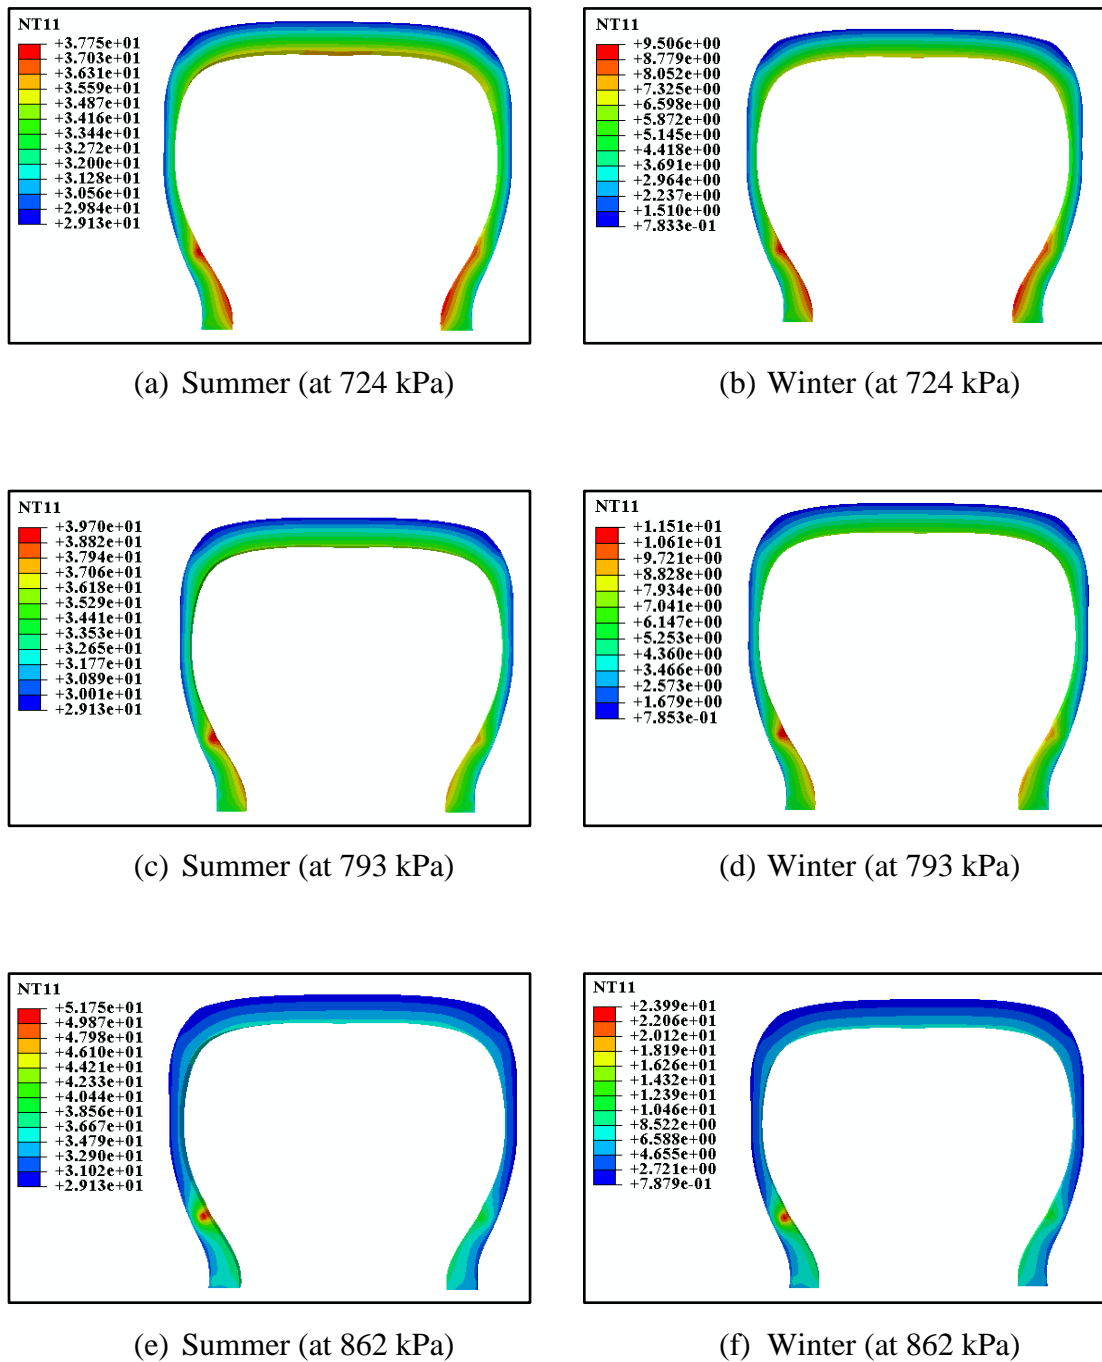 NT11
+3.775e+01
+3.703e+01
+3.631e+01
+3.559e+01
+3.487e+01
+3.416e+01
+3.344e+01
+3.272e+01
+3.200e+01
+3.128e+01
+3.056e+01
+2.984e+01
+2.913e+01
(a) Summer (at 724 kPa)
NT11
+9.506e+00
+8.779e+00
+8.052e+00
+7.325e+00
+6.598e+00
+5.872e+00
+5.145e+00
+4.418e+00
+3.691e+00
+2.964e+00
+2.237e+00
+1.510e+00
+7.833e-01
(b) Winter (at 724 kPa)
NT11
+3.970e+01
+3.882e+01
+3.794e+01
+3.706e+01
+3.618e+01
+3.529e+01
+3.441e+01
+3.353e+01
+3.265e+01
+3.177e+01
+3.089e+01
+3.001e+01
+2.913e+01
(c) Summer (at 793 kPa)
NT11
+1.151e+01
+1.061e+01
+9.721e+00
+8.828e+00
+7.934e+00
+7.041e+00
+6.147e+00
+5.253e+00
+4.360e+00
+3.466e+00
+2.573e+00
+1.679e+00
+7.853e-01
(d) Winter (at 793 kPa)
NT11
+5.175e+01
+4.987e+01
+4.798e+01
+4.610e+01
+4.421e+01
+4.233e+01
+4.044e+01
+3.856e+01
+3.667e+01
+3.479e+01
+3.290e+01
+3.102e+01
+2.913e+01
(e) Summer (at 862 kPa)
NT11
+2.399e+01
+2.206e+01
+2.012e+01
+1.819e+01
+1.626e+01
+1.432e+01
+1.239e+01
+1.046e+01
+8.522e+00
+6.588e+00
+4.655e+00
+2.721e+00
+7.879e-01
(f) Winter (at 862 kPa)